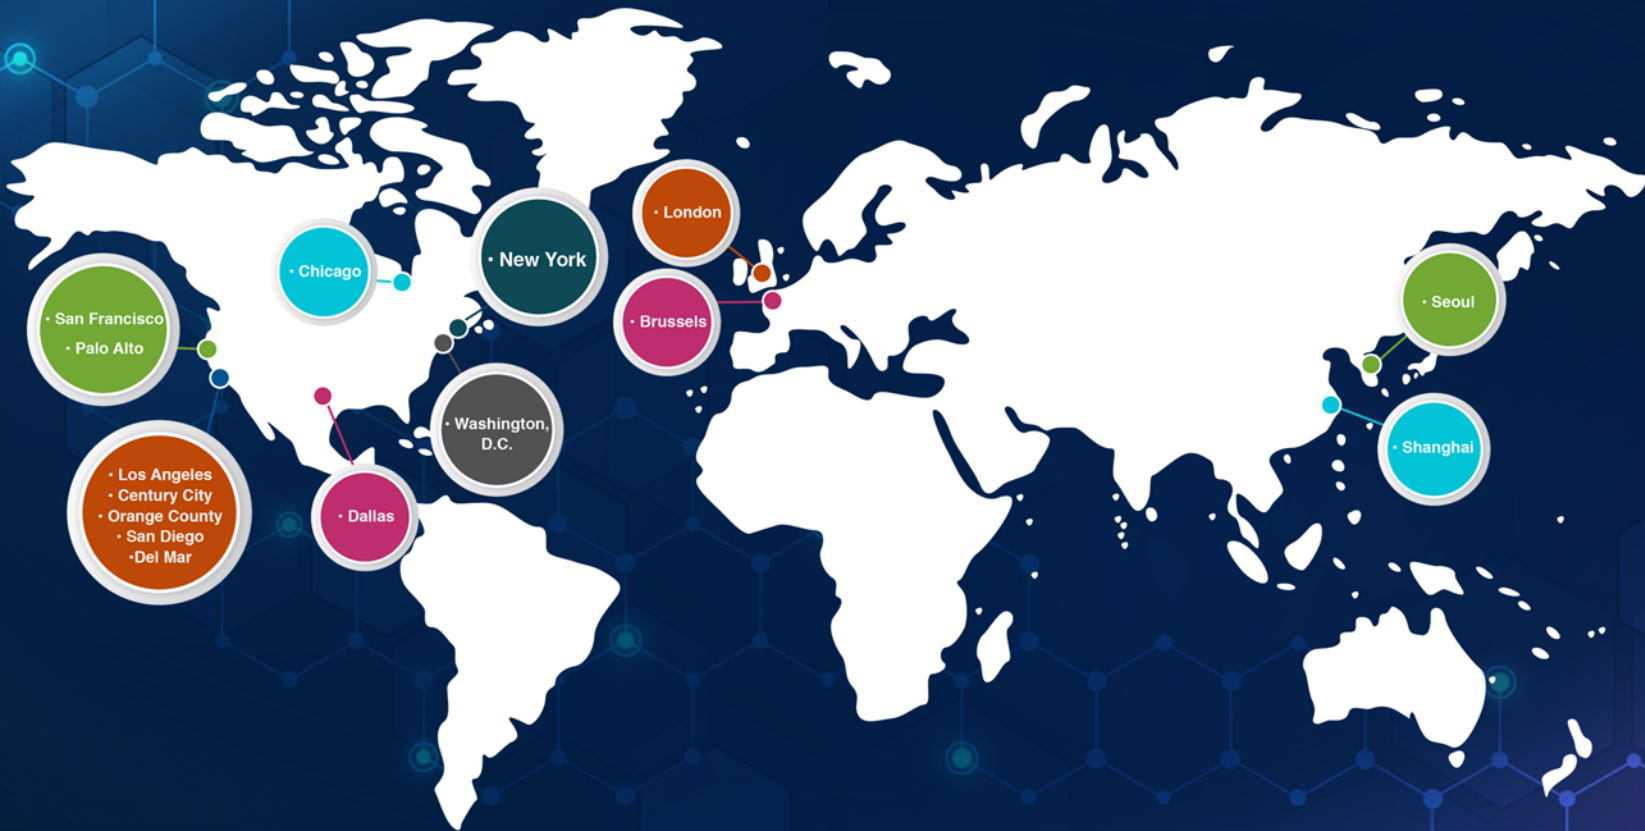 • London
• New York
• Chicago
• Seoul
• San Francisco
• Palo Alto
• Brussels
• Washington,
D.C.
• Shanghai
• Los Angeles
• Century City
• Orange County
• San Diego
•Del Mar
• Dallas